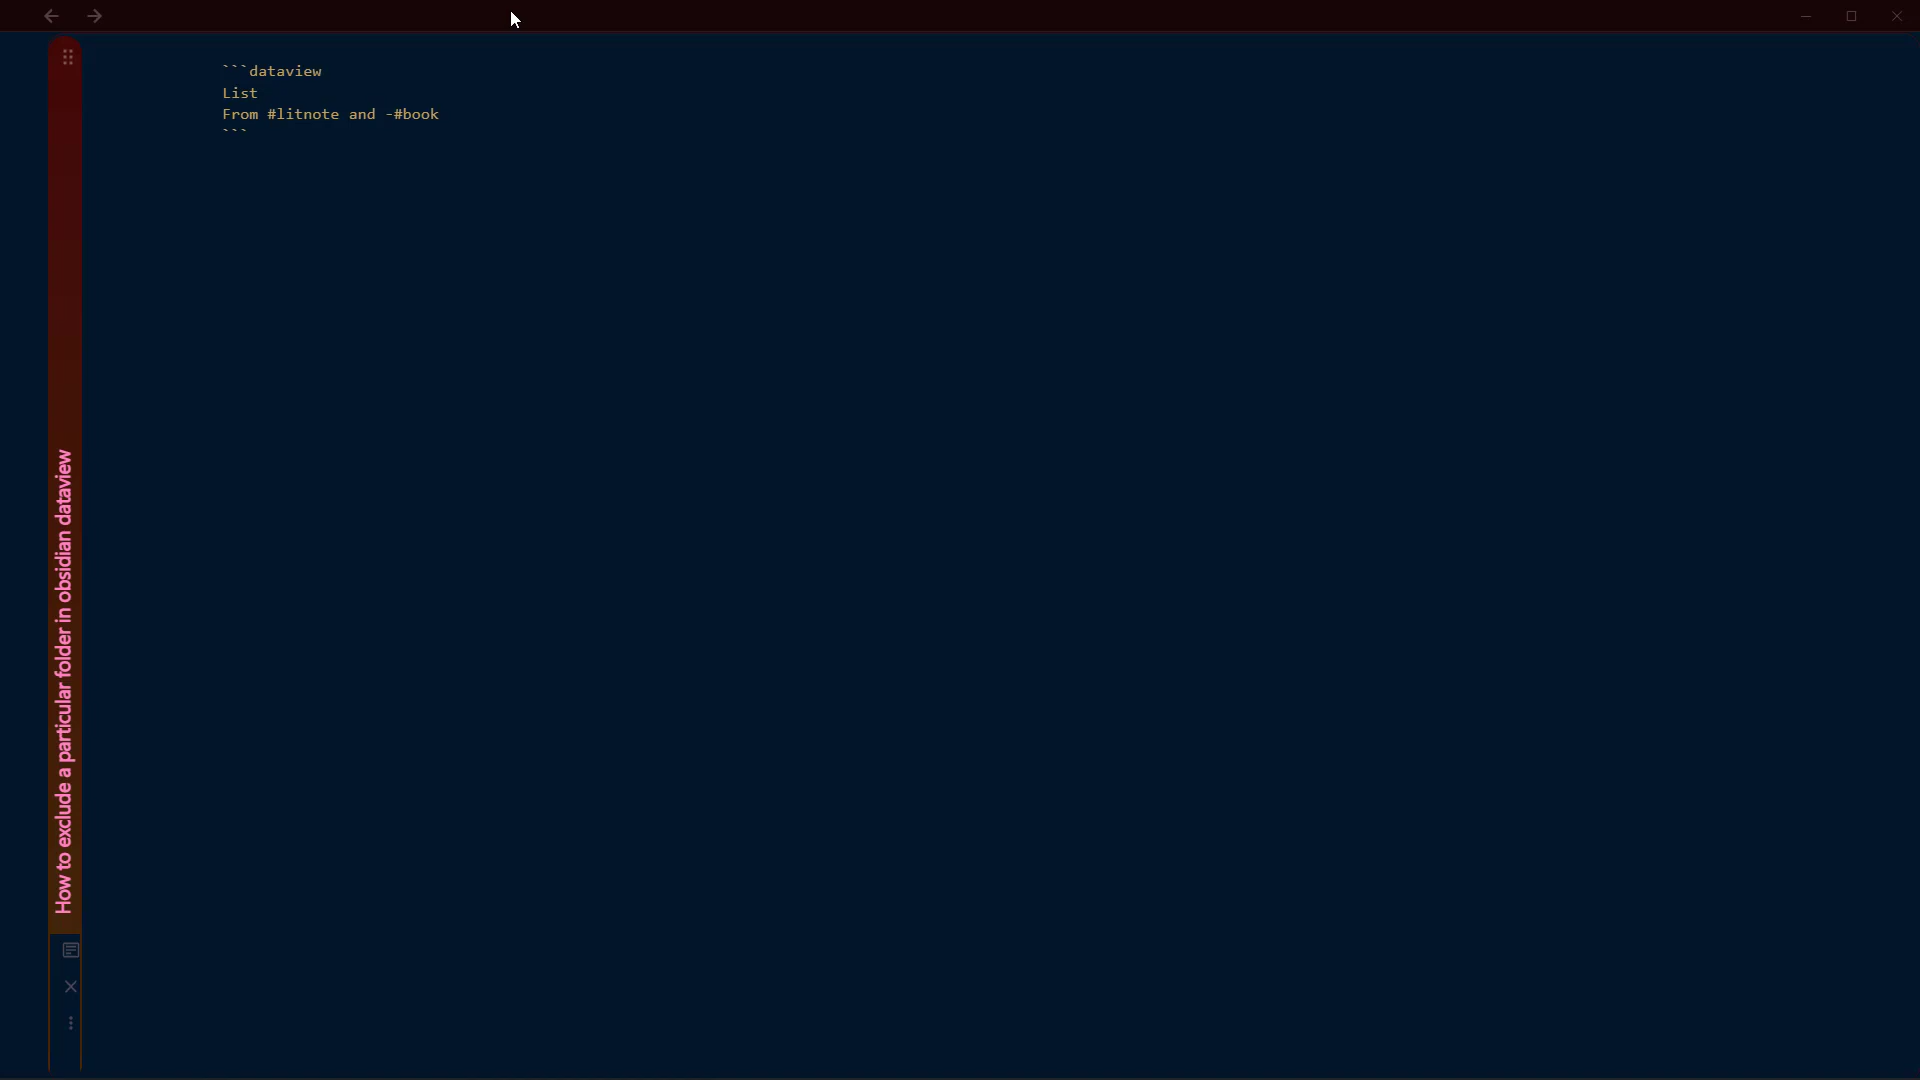 ```dataview
List
From #litnote and -#book
```
How to exclude a particular folder in obsidian dataview